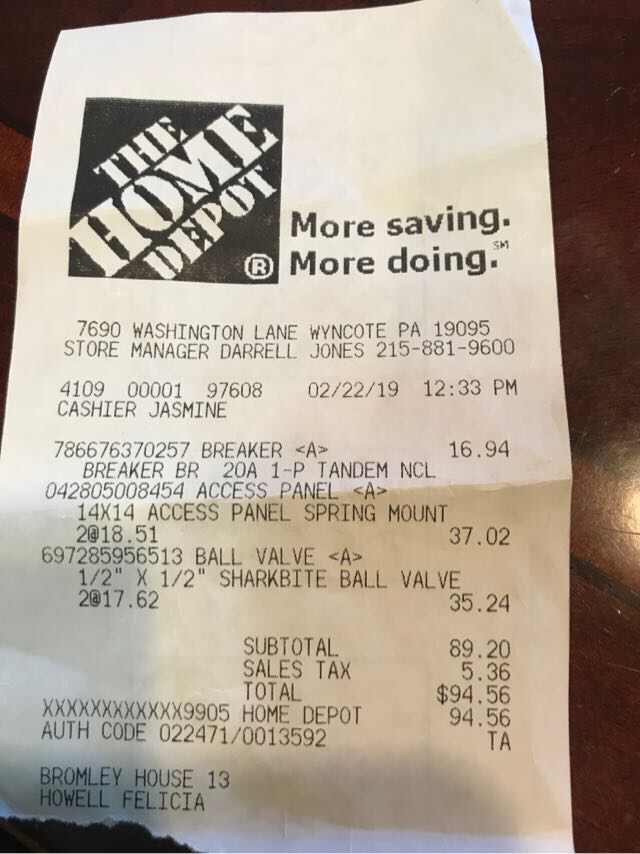 THE
HOME
DEPOT
®
More saving.
More doing.℠
7690 WASHINGTON LANE WYNCOTE PA 19095
STORE MANAGER DARRELL JONES 215-881-9600
4109 00001 97608 02/22/19 12:33 PM
CASHIER JASMINE
786676370257 BREAKER <A> 16.94
BREAKER BR 20A 1-P TANDEM NCL
042805008454 ACCESS PANEL <A>
14X14 ACCESS PANEL SPRING MOUNT
2@18.51 37.02
697285956513 BALL VALVE <A>
1/2" X 1/2" SHARKBITE BALL VALVE
2@17.62 35.24
SUBTOTAL 89.20
SALES TAX 5.36
TOTAL $94.56
XXXXXXXXXXXX9905 HOME DEPOT 94.56
AUTH CODE 022471/0013592 TA
BROMLEY HOUSE 13
HOWELL FELICIA